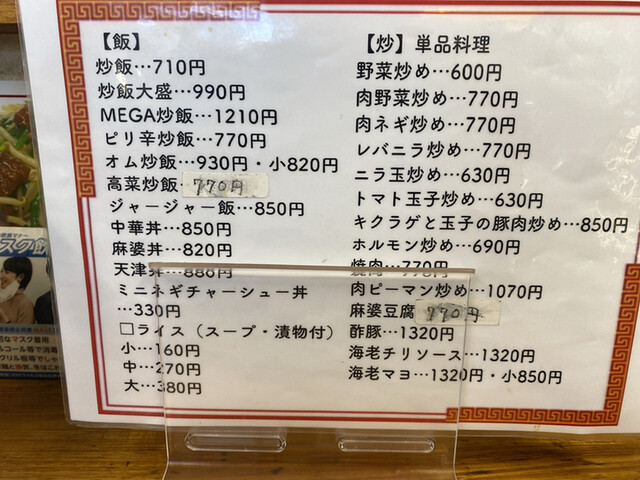 【飯】
炒飯…710円
炒飯大盛…990円
MEGA炒飯…1210円
ピリ辛炒飯…770円
オム炒飯…930円・小820円
高菜炒飯 770円
ジャージャー飯…850円
中華丼…850円
麻婆丼…820円
天津丼…880円
ミニネギチャーシュー丼
…330円
□ライス（スープ・漬物付）
小…160円
中…270円
大…380円
【炒】単品料理
野菜炒め…600円
肉野菜炒め…770円
肉ネギ炒め…770円
レバニラ炒め…770円
ニラ玉炒め…630円
トマト玉子炒め…630円
キクラゲと玉子の豚肉炒め…850円
ホルモン炒め…690円
焼肉…770円
肉ピーマン炒め…1070円
麻婆豆腐 770円
酢豚…1320円
海老チリソース…1320円
海老マヨ…1320円・小850円